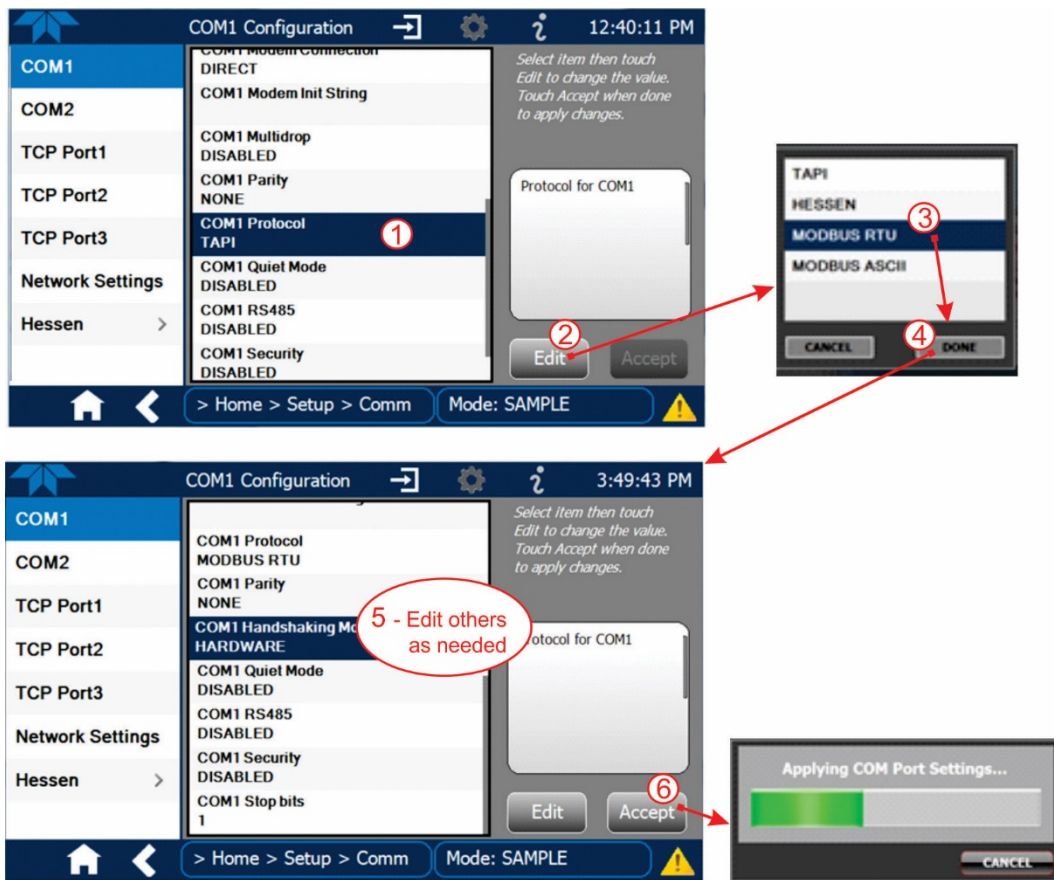 COM1 Configuration
12:40:11 PM
COM1
COM2
TCP Port1
TCP Port2
TCP Port3
Network Settings
Hessen >
COM1 Modem Connection
DIRECT
COM1 Modem Init String
COM1 Multidrop
DISABLED
COM1 Parity
NONE
COM1 Protocol
TAPI
1
COM1 Quiet Mode
DISABLED
COM1 RS485
DISABLED
COM1 Security
DISABLED
Select item then touch
Edit to change the value.
Touch Accept when done
to apply changes.
Protocol for COM1
2
Edit
Accept
> Home > Setup > Comm
Mode: SAMPLE
TAPI
HESSEN
3
MODBUS RTU
MODBUS ASCII
4
CANCEL
DONE
COM1 Configuration
3:49:43 PM
COM1
COM2
TCP Port1
TCP Port2
TCP Port3
Network Settings
Hessen >
COM1 Protocol
MODBUS RTU
COM1 Parity
NONE
COM1 Handshaking Mo
HARDWARE
5 - Edit others
as needed
COM1 Quiet Mode
DISABLED
COM1 RS485
DISABLED
COM1 Security
DISABLED
COM1 Stop bits
1
Select item then touch
Edit to change the value.
Touch Accept when done
to apply changes.
rotocol for COM1
6
Edit
Accept
> Home > Setup > Comm
Mode: SAMPLE
Applying COM Port Settings...
CANCEL